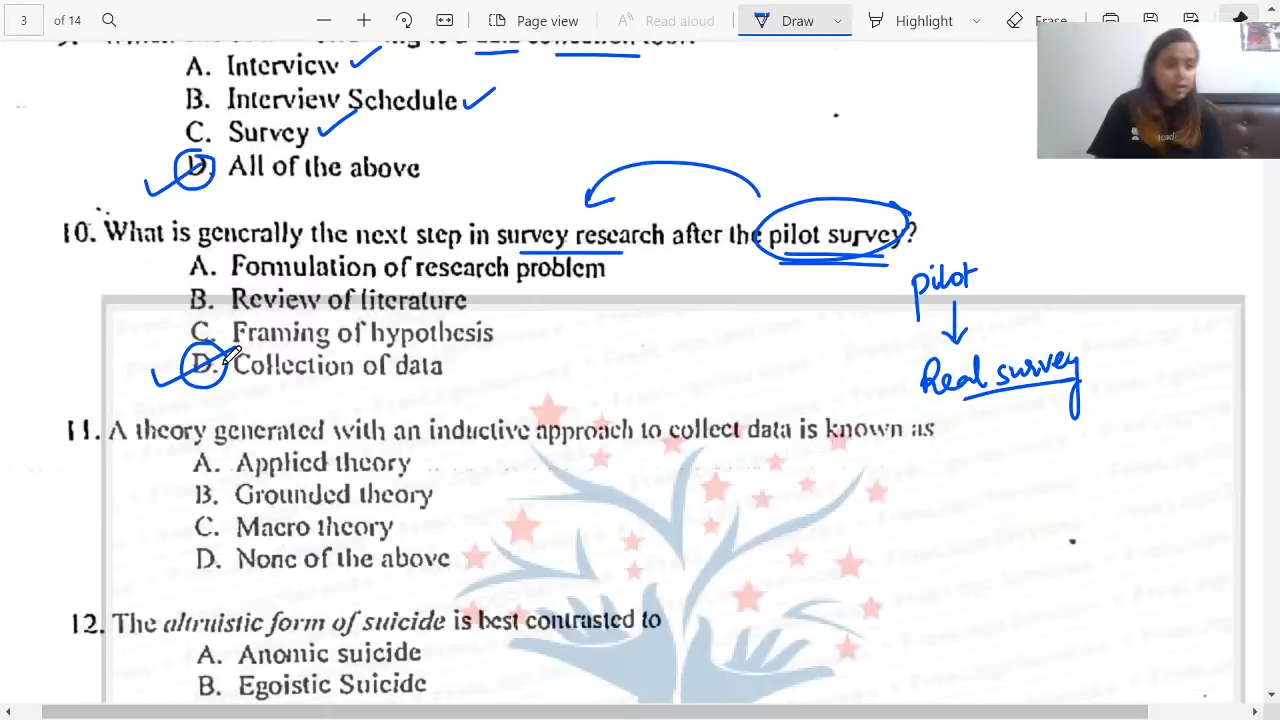 3 of 14 Page view Read aloud Draw Highlight Erase
A. Interview
B. Interview Schedule
C. Survey
D. All of the above
10. What is generally the next step in survey research after the pilot survey?
A. Formulation of research problem
B. Review of literature
C. Framing of hypothesis
D. Collection of data
pilot
Real survey
11. A theory generated with an inductive approach to collect data is known as
A. Applied theory
B. Grounded theory
C. Macro theory
D. None of the above
12. The altruistic form of suicide is best contrasted to
A. Anomic suicide
B. Egoistic Suicide